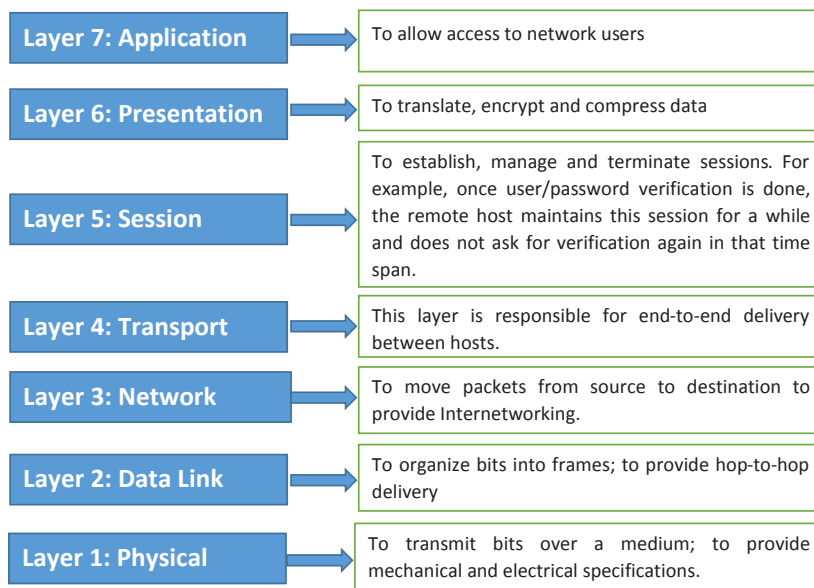 Layer 7: Application
To allow access to network users
Layer 6: Presentation
To translate, encrypt and compress data
Layer 5: Session
To establish, manage and terminate sessions. For
example, once user/password verification is done,
the remote host maintains this session for a while
and does not ask for verification again in that time
span.
Layer 4: Transport
This layer is responsible for end-to-end delivery
between hosts.
Layer 3: Network
To move packets from source to destination to
provide Internetworking.
Layer 2: Data Link
To organize bits into frames; to provide hop-to-hop
delivery
Layer 1: Physical
To transmit bits over a medium; to provide
mechanical and electrical specifications.